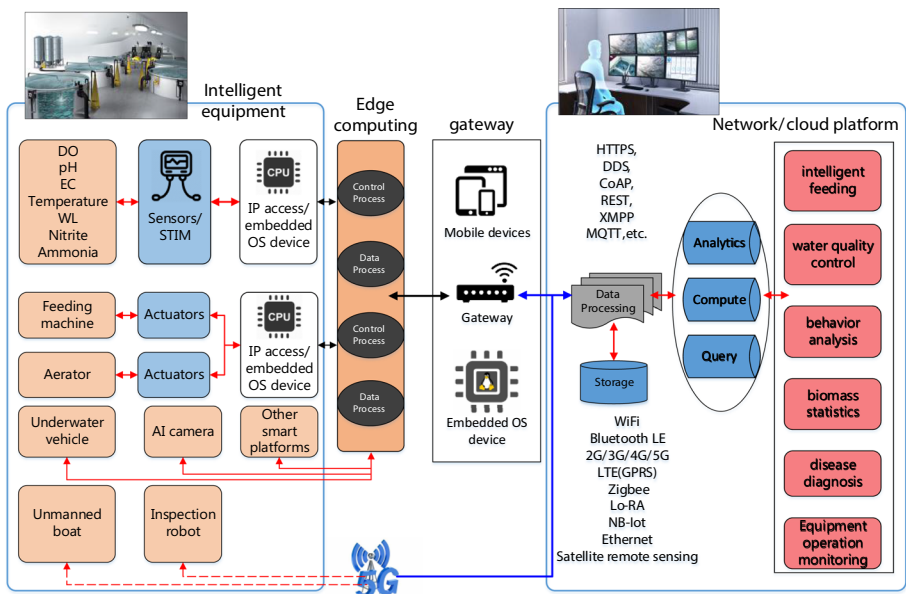 Intelligent
equipment
Edge
computing
gateway
Network/cloud platform
DO
pH
EC
Temperature
WL
Nitrite
Ammonia
Sensors/
STIM
CPU
IP access/
embedded
OS device
Control
Process
Data
Process
Control
Process
Data
Process
Feeding
machine
Actuators
Aerator
Actuators
CPU
IP access/
embedded
OS device
Underwater
vehicle
AI camera
Other
smart
platforms
Unmanned
boat
Inspection
robot
5G
Mobile devices
Gateway
Embedded OS
device
HTTPS,
DDS,
CoAP,
REST,
XMPP
MQTT,etc.
Data
Processing
Storage
Analytics
Compute
Query
WiFi
Bluetooth LE
2G/3G/4G/5G
LTE(GPRS)
Zigbee
Lo-RA
NB-Iot
Ethernet
Satellite remote sensing
intelligent
feeding
water quality
control
behavior
analysis
biomass
statistics
disease
diagnosis
Equipment
operation
monitoring